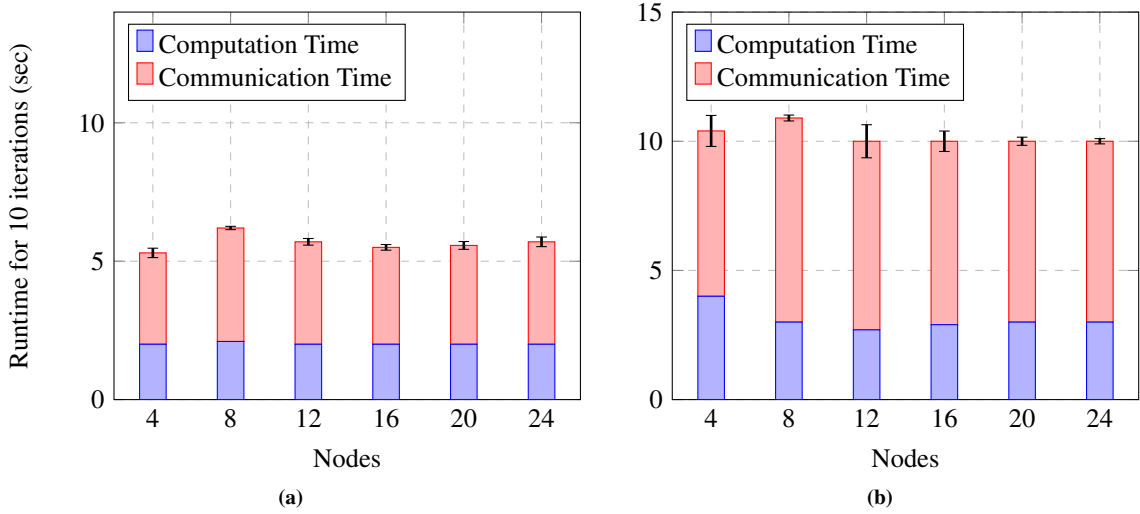 Runtime for 10 iterations (sec)
Computation Time
Communication Time
10
5
0
4 8 12 16 20 24
Nodes
(a)
Computation Time
Communication Time
15
10
5
0
4 8 12 16 20 24
Nodes
(b)